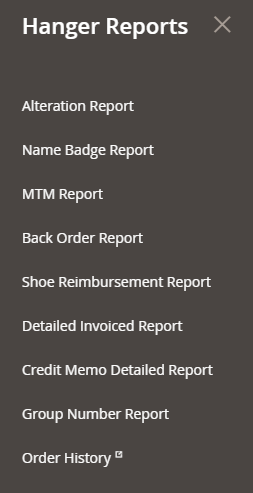 Hanger Reports
Alteration Report
Name Badge Report
MTM Report
Back Order Report
Shoe Reimbursement Report
Detailed Invoiced Report
Credit Memo Detailed Report
Group Number Report
Order History